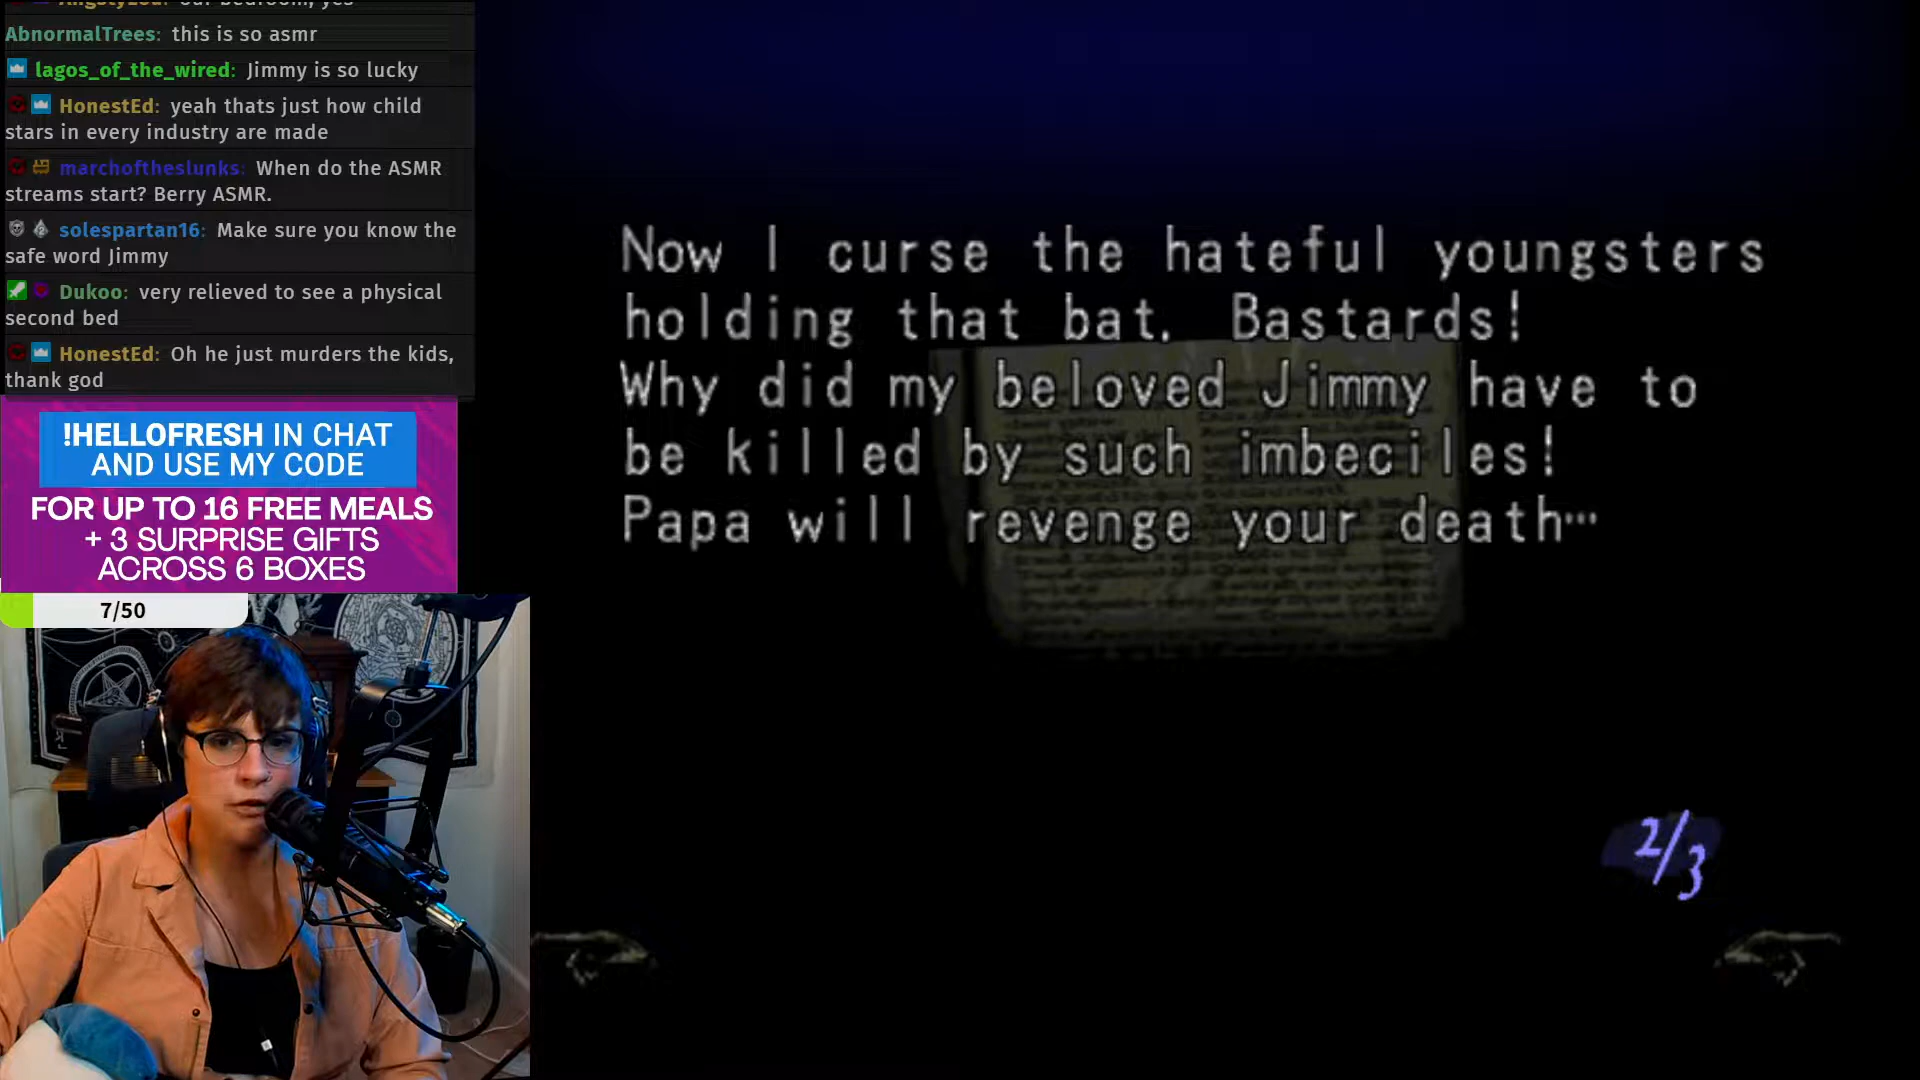 AngstyLou: our bedroom, yes
AbnormalTrees: this is so asmr
lagos_of_the_wired: Jimmy is so lucky
HonestEd: yeah thats just how child
stars in every industry are made
marchoftheslunks: When do the ASMR
streams start? Berry ASMR.
solespartan16: Make sure you know the
safe word Jimmy
Dukoo: very relieved to see a physical
second bed
HonestEd: Oh he just murders the kids,
thank god
!HELLOFRESH IN CHAT
AND USE MY CODE
FOR UP TO 16 FREE MEALS
+ 3 SURPRISE GIFTS
ACROSS 6 BOXES
7/50
Now I curse the hateful youngsters
holding that bat. Bastards!
Why did my beloved Jimmy have to
be killed by such imbeciles!
Papa will revenge your death…
2/3